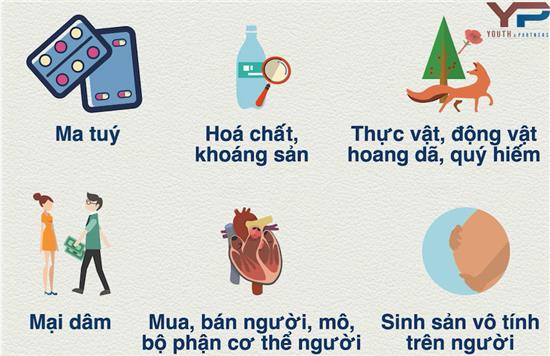 YP
YOUTH & PARTNERS
Ma tuý
Hoá chất,
khoáng sản
Thực vật, động vật
hoang dã, quý hiếm
Mại dâm
Mua, bán người, mô,
bộ phận cơ thể người
Sinh sản vô tính
trên người